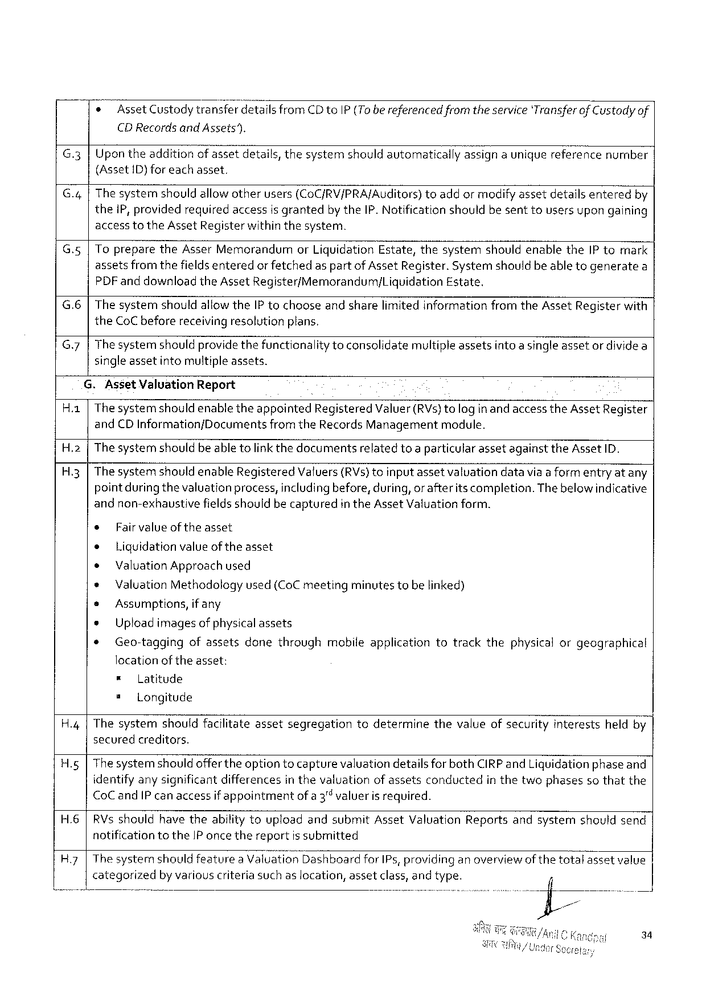 • Asset Custody transfer details from CD to IP (To be referenced from the service 'Transfer of Custody of
CD Records and Assets').
G.3 Upon the addition of asset details, the system should automatically assign a unique reference number
(Asset ID) for each asset.
G.4 The system should allow other users (CoC/RV/PRA/Auditors) to add or modify asset details entered by
the IP, provided required access is granted by the IP. Notification should be sent to users upon gaining
access to the Asset Register within the system.
G.5 To prepare the Asser Memorandum or Liquidation Estate, the system should enable the IP to mark
assets from the fields entered or fetched as part of Asset Register. System should be able to generate a
PDF and download the Asset Register/Memorandum/Liquidation Estate.
G.6 The system should allow the IP to choose and share limited information from the Asset Register with
the CoC before receiving resolution plans.
G.7 The system should provide the functionality to consolidate multiple assets into a single asset or divide a
single asset into multiple assets.
G. Asset Valuation Report
H.1 The system should enable the appointed Registered Valuer (RVs) to log in and access the Asset Register
and CD Information/Documents from the Records Management module.
H.2 The system should be able to link the documents related to a particular asset against the Asset ID.
H.3 The system should enable Registered Valuers (RVs) to input asset valuation data via a form entry at any
point during the valuation process, including before, during, or after its completion. The below indicative
and non-exhaustive fields should be captured in the Asset Valuation form.
• Fair value of the asset
• Liquidation value of the asset
• Valuation Approach used
• Valuation Methodology used (CoC meeting minutes to be linked)
• Assumptions, if any
• Upload images of physical assets
• Geo-tagging of assets done through mobile application to track the physical or geographical
location of the asset:
▪ Latitude
▪ Longitude
H.4 The system should facilitate asset segregation to determine the value of security interests held by
secured creditors.
H.5 The system should offer the option to capture valuation details for both CIRP and Liquidation phase and
identify any significant differences in the valuation of assets conducted in the two phases so that the
CoC and IP can access if appointment of a 3rd valuer is required.
H.6 RVs should have the ability to upload and submit Asset Valuation Reports and system should send
notification to the IP once the report is submitted
H.7 The system should feature a Valuation Dashboard for IPs, providing an overview of the total asset value
categorized by various criteria such as location, asset class, and type.
अनिल चन्द्र काण्डपाल/Anil C Kandpal
अवर सचिव/Under Secretary
34